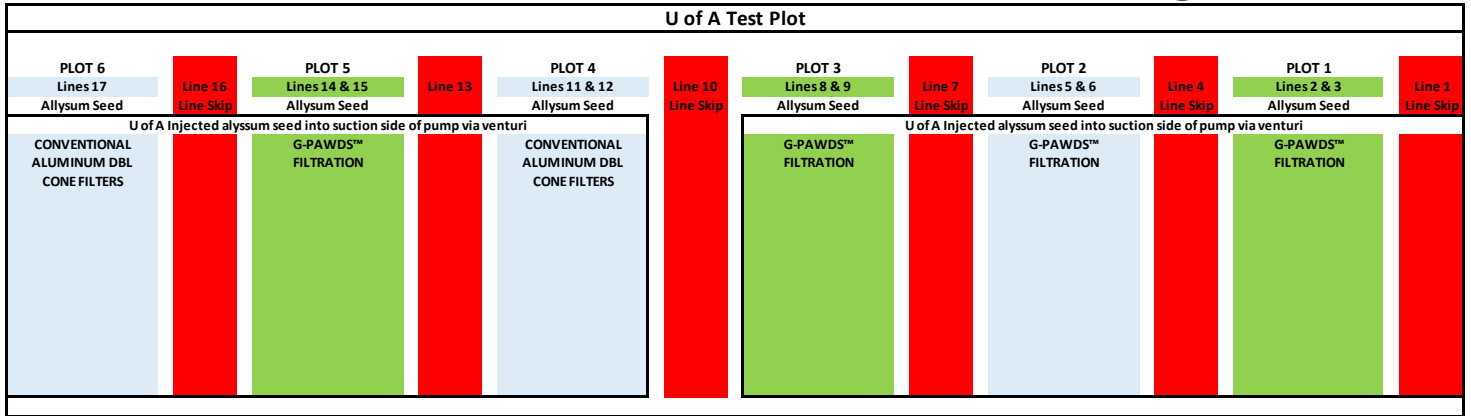 U of A Test Plot
PLOT 6 PLOT 5 PLOT 4 PLOT 3 PLOT 2 PLOT 1
Lines 17 Line 16 Lines 14 & 15 Line 13 Lines 11 & 12 Line 10 Lines 8 & 9 Line 7 Lines 5 & 6 Line 4 Lines 2 & 3 Line 1
Allysum Seed Line Skip Allysum Seed Line Skip Allysum Seed Line Skip Allysum Seed Line Skip Allysum Seed Line Skip Allysum Seed Line Skip
U of A Injected alyssum seed into suction side of pump via venturi U of A Injected alyssum seed into suction side of pump via venturi
CONVENTIONAL G-PAWDS™ CONVENTIONAL G-PAWDS™ G-PAWDS™ G-PAWDS™
ALUMINUM DBL FILTRATION ALUMINUM DBL FILTRATION FILTRATION FILTRATION
CONE FILTERS CONE FILTERS